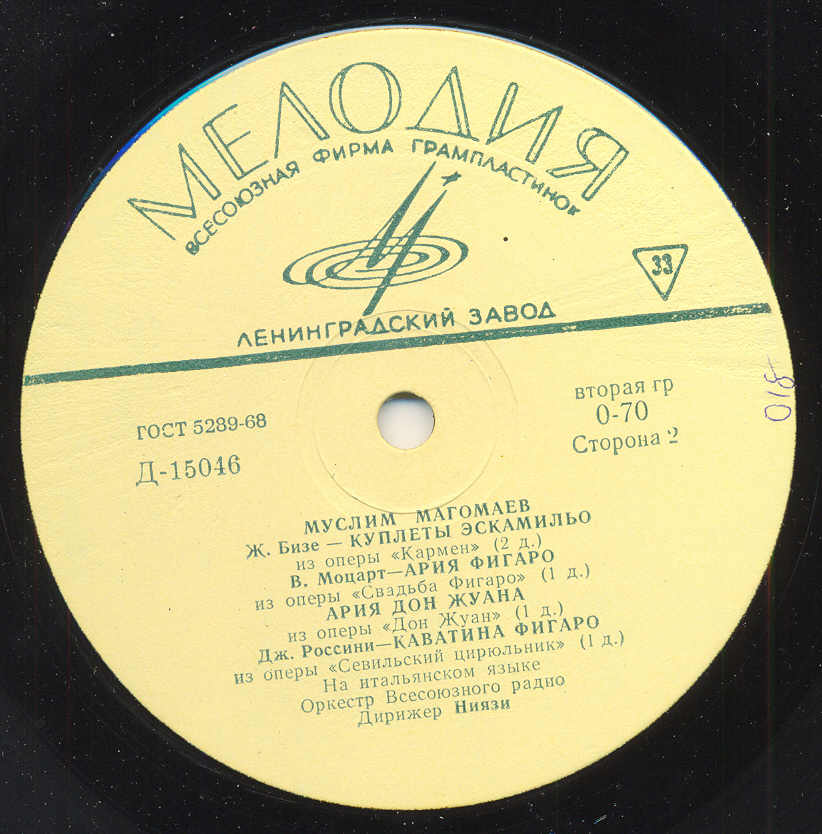 МЕЛОДИЯ
ВСЕСОЮЗНАЯ ФИРМА ГРАМПЛАСТИНОК
33
ЛЕНИНГРАДСКИЙ ЗАВОД
ГОСТ 5289-68
Д-15046
вторая гр
0-70
Сторона 2
МУСЛИМ МАГОМАЕВ
Ж. Бизе — КУПЛЕТЫ ЭСКАМИЛЬО
из оперы «Кармен» (2 д.)
В. Моцарт—АРИЯ ФИГАРО
из оперы «Свадьба Фигаро» (1 д.)
АРИЯ ДОН ЖУАНА
из оперы «Дон Жуан» (1 д.)
Дж. Россини—КАВАТИНА ФИГАРО
из оперы «Севильский цирюльник» (1 д.)
На итальянском языке
Оркестр Всесоюзного радио
Дирижер Ниязи